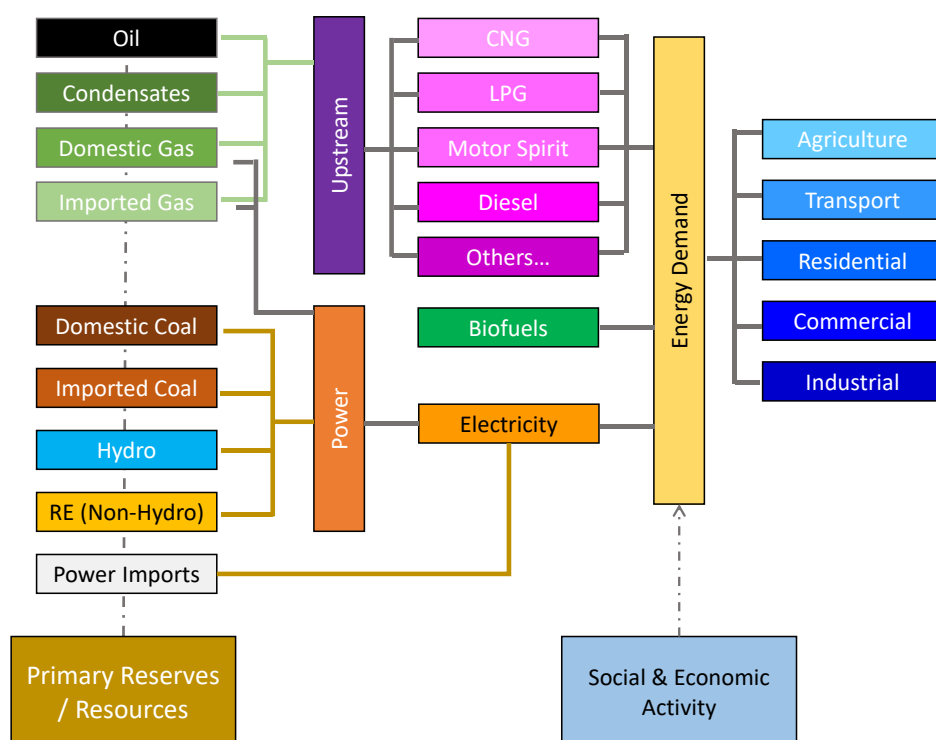 Oil
Condensates
Domestic Gas
Imported Gas
Domestic Coal
Imported Coal
Hydro
RE (Non-Hydro)
Power Imports
Primary Reserves
/ Resources
Upstream
Power
CNG
LPG
Motor Spirit
Diesel
Others...
Biofuels
Electricity
Energy Demand
Social & Economic
Activity
Agriculture
Transport
Residential
Commercial
Industrial